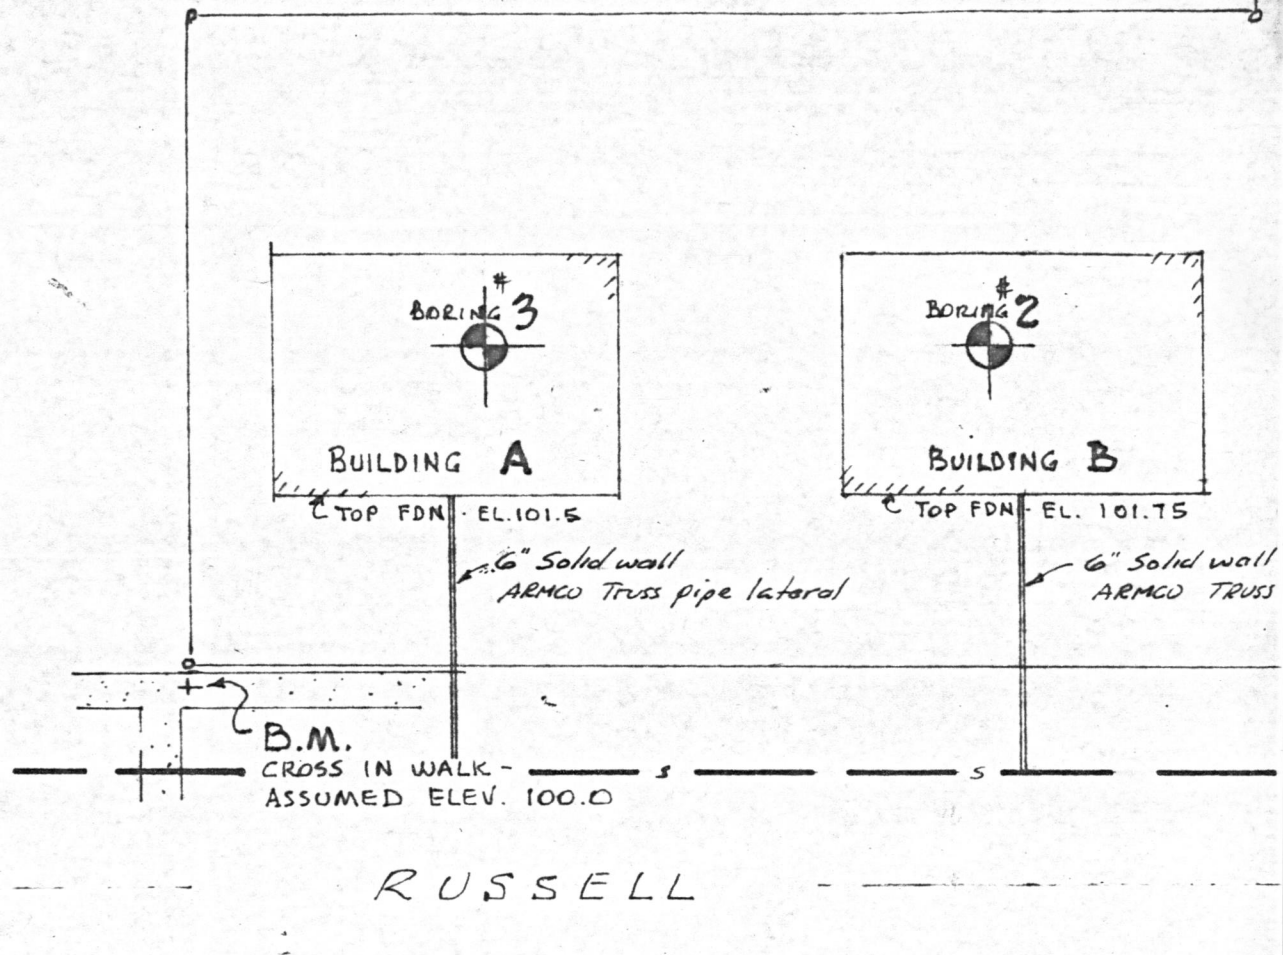 #
BORING 3
BUILDING A
TOP FDN. EL. 101.5
6" Solid wall
ARMCO Truss pipe lateral
#
BORING 2
BUILDING B
TOP FDN. EL. 101.75
6" Solid wall
ARMCO TRUSS
B.M.
CROSS IN WALK -
ASSUMED ELEV. 100.0
S
S
RUSSELL